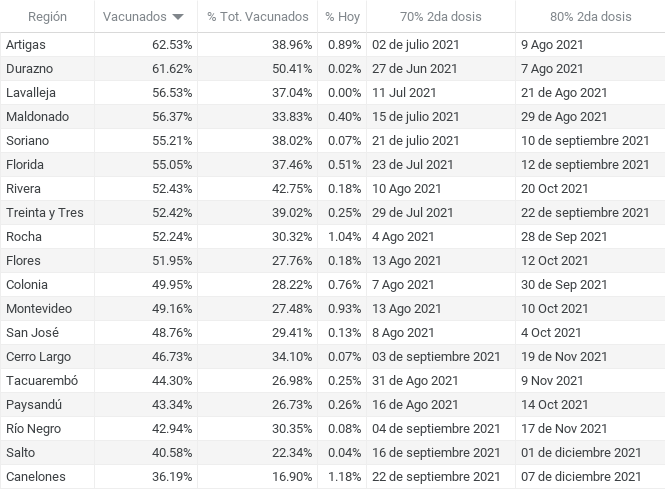 Región Vacunados % Tot. Vacunados % Hoy 70% 2da dosis 80% 2da dosis
Artigas 62.53% 38.96% 0.89% 02 de julio 2021 9 Ago 2021
Durazno 61.62% 50.41% 0.02% 27 de Jun 2021 7 Ago 2021
Lavalleja 56.53% 37.04% 0.00% 11 Jul 2021 21 de Ago 2021
Maldonado 56.37% 33.83% 0.40% 15 de julio 2021 29 de Ago 2021
Soriano 55.21% 38.02% 0.07% 21 de julio 2021 10 de septiembre 2021
Florida 55.05% 37.46% 0.51% 23 de Jul 2021 12 de septiembre 2021
Rivera 52.43% 42.75% 0.18% 10 Ago 2021 20 Oct 2021
Treinta y Tres 52.42% 39.02% 0.25% 29 de Jul 2021 22 de septiembre 2021
Rocha 52.24% 30.32% 1.04% 4 Ago 2021 28 de Sep 2021
Flores 51.95% 27.76% 0.18% 13 Ago 2021 12 Oct 2021
Colonia 49.95% 28.22% 0.76% 7 Ago 2021 30 de Sep 2021
Montevideo 49.16% 27.48% 0.93% 13 Ago 2021 10 Oct 2021
San José 48.76% 29.41% 0.13% 8 Ago 2021 4 Oct 2021
Cerro Largo 46.73% 34.10% 0.07% 03 de septiembre 2021 19 de Nov 2021
Tacuarembó 44.30% 26.98% 0.25% 31 de Ago 2021 9 Nov 2021
Paysandú 43.34% 26.73% 0.26% 16 de Ago 2021 14 Oct 2021
Río Negro 42.94% 30.35% 0.08% 04 de septiembre 2021 17 de Nov 2021
Salto 40.58% 22.34% 0.04% 16 de septiembre 2021 01 de diciembre 2021
Canelones 36.19% 16.90% 1.18% 22 de septiembre 2021 07 de diciembre 2021